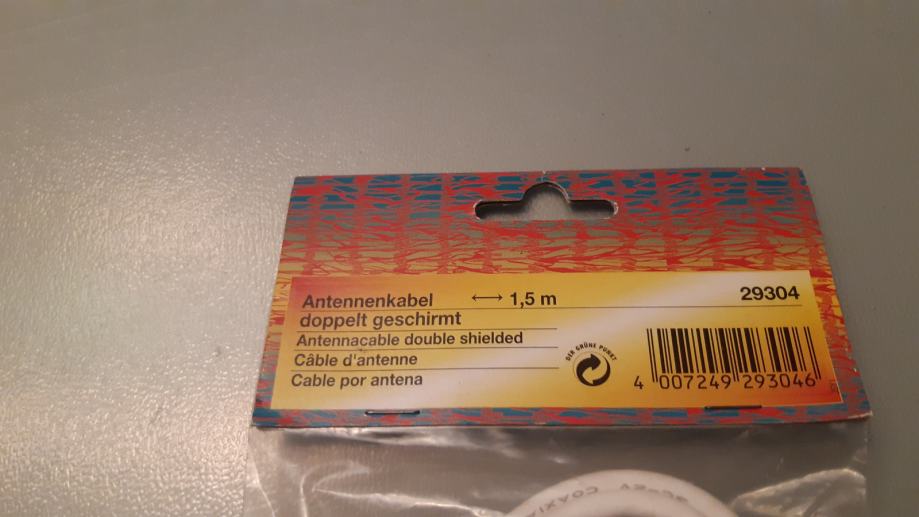 Antennenkabel ⟷ 1,5 m 29304
doppelt geschirmt
Antennacable double shielded
Câble d'antenne
Cable por antena
DER GRÜNE PUNKT
4 007249 293046
COAXI